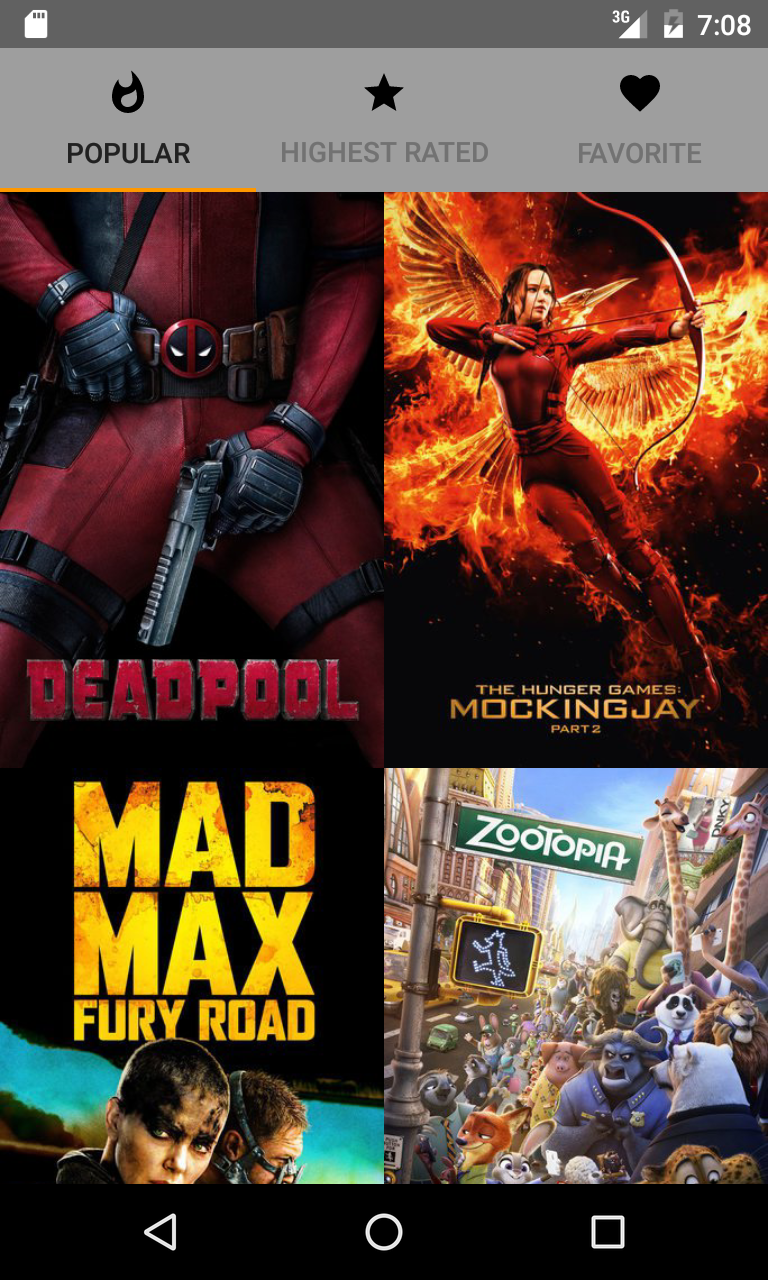 3G 7:08
POPULAR HIGHEST RATED FAVORITE
DEADPOOL
THE HUNGER GAMES:
MOCKINGJAY
PART 2
MAD
MAX
FURY ROAD
ZOOTOPIA
DNKY